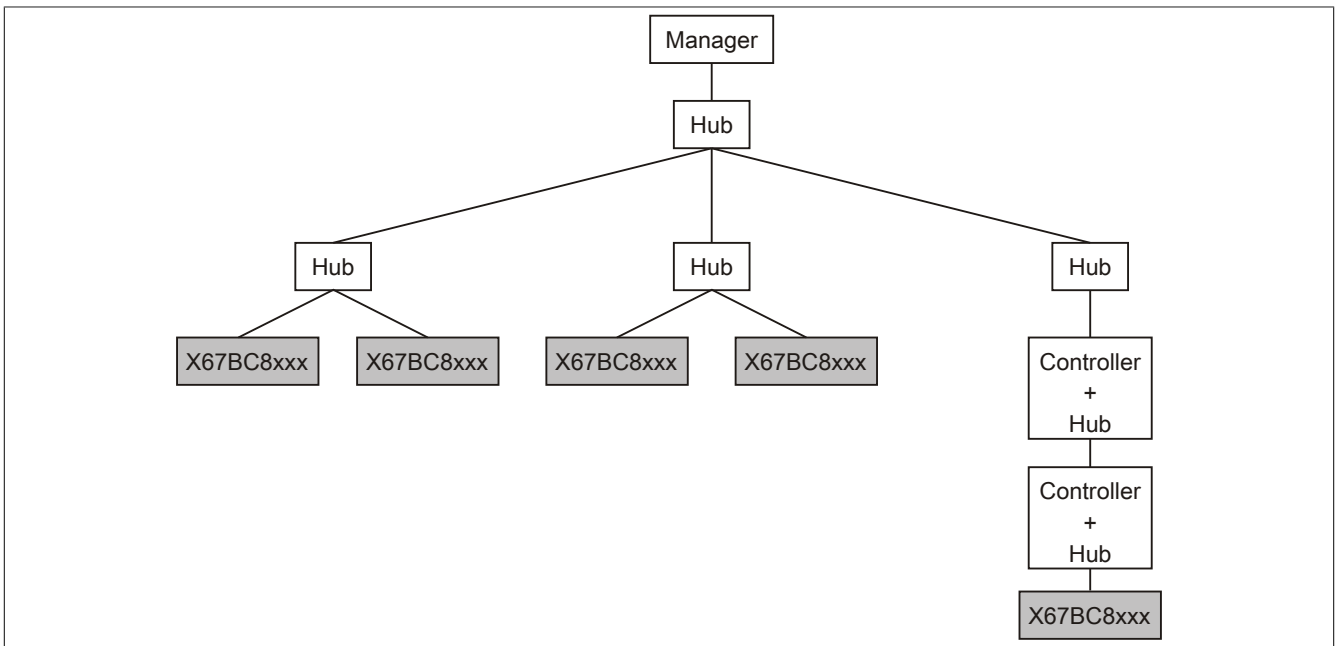 Manager
Hub
Hub
Hub
Hub
X67BC8xxx
X67BC8xxx
X67BC8xxx
X67BC8xxx
Controller
+
Hub
Controller
+
Hub
X67BC8xxx